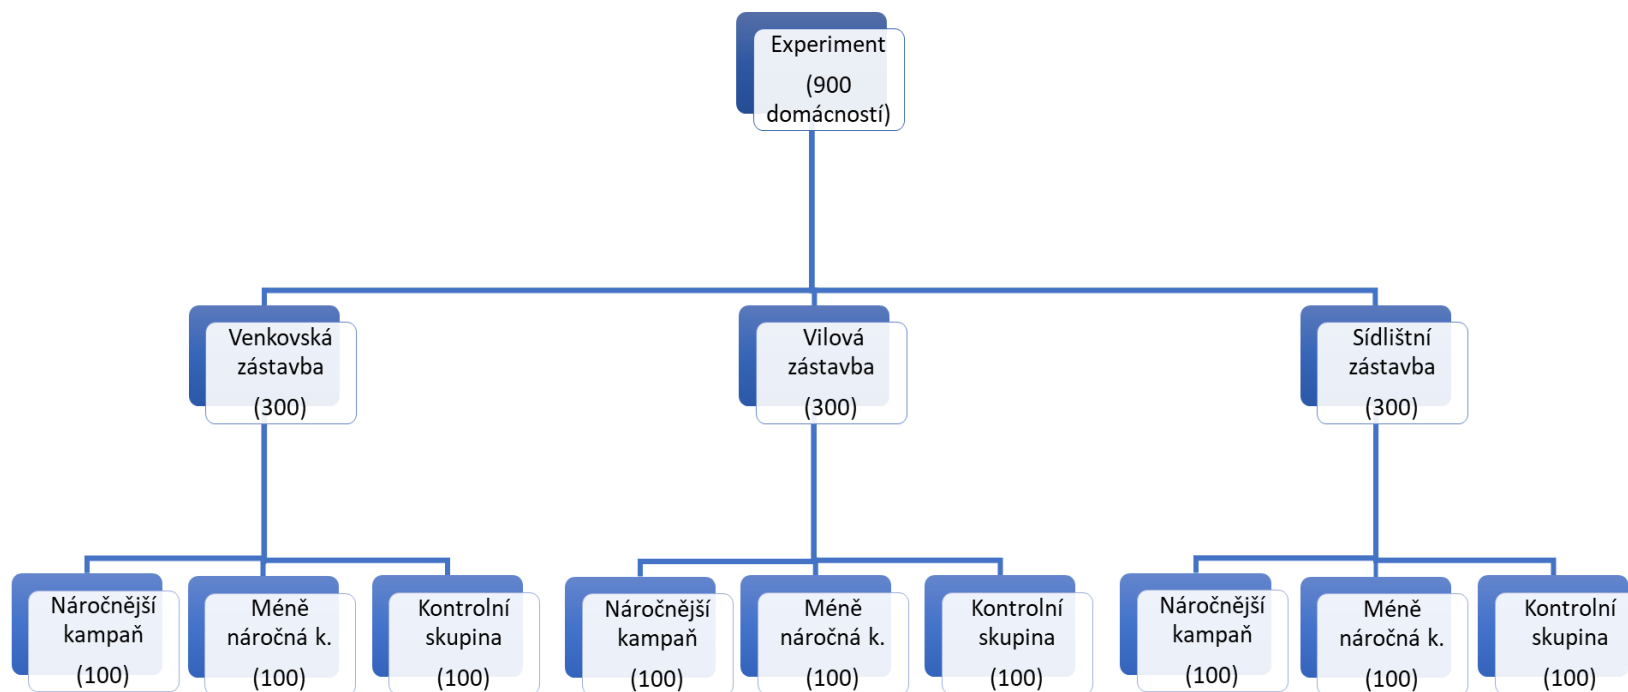 Experiment
(900
domácností)
Venkovská
zástavba
(300)
Vilová
zástavba
(300)
Sídlištní
zástavba
(300)
Náročnější
kampaň
(100)
Méně
náročná k.
(100)
Kontrolní
skupina
(100)
Náročnější
kampaň
(100)
Méně
náročná k.
(100)
Kontrolní
skupina
(100)
Náročnější
kampaň
(100)
Méně
náročná k.
(100)
Kontrolní
skupina
(100)